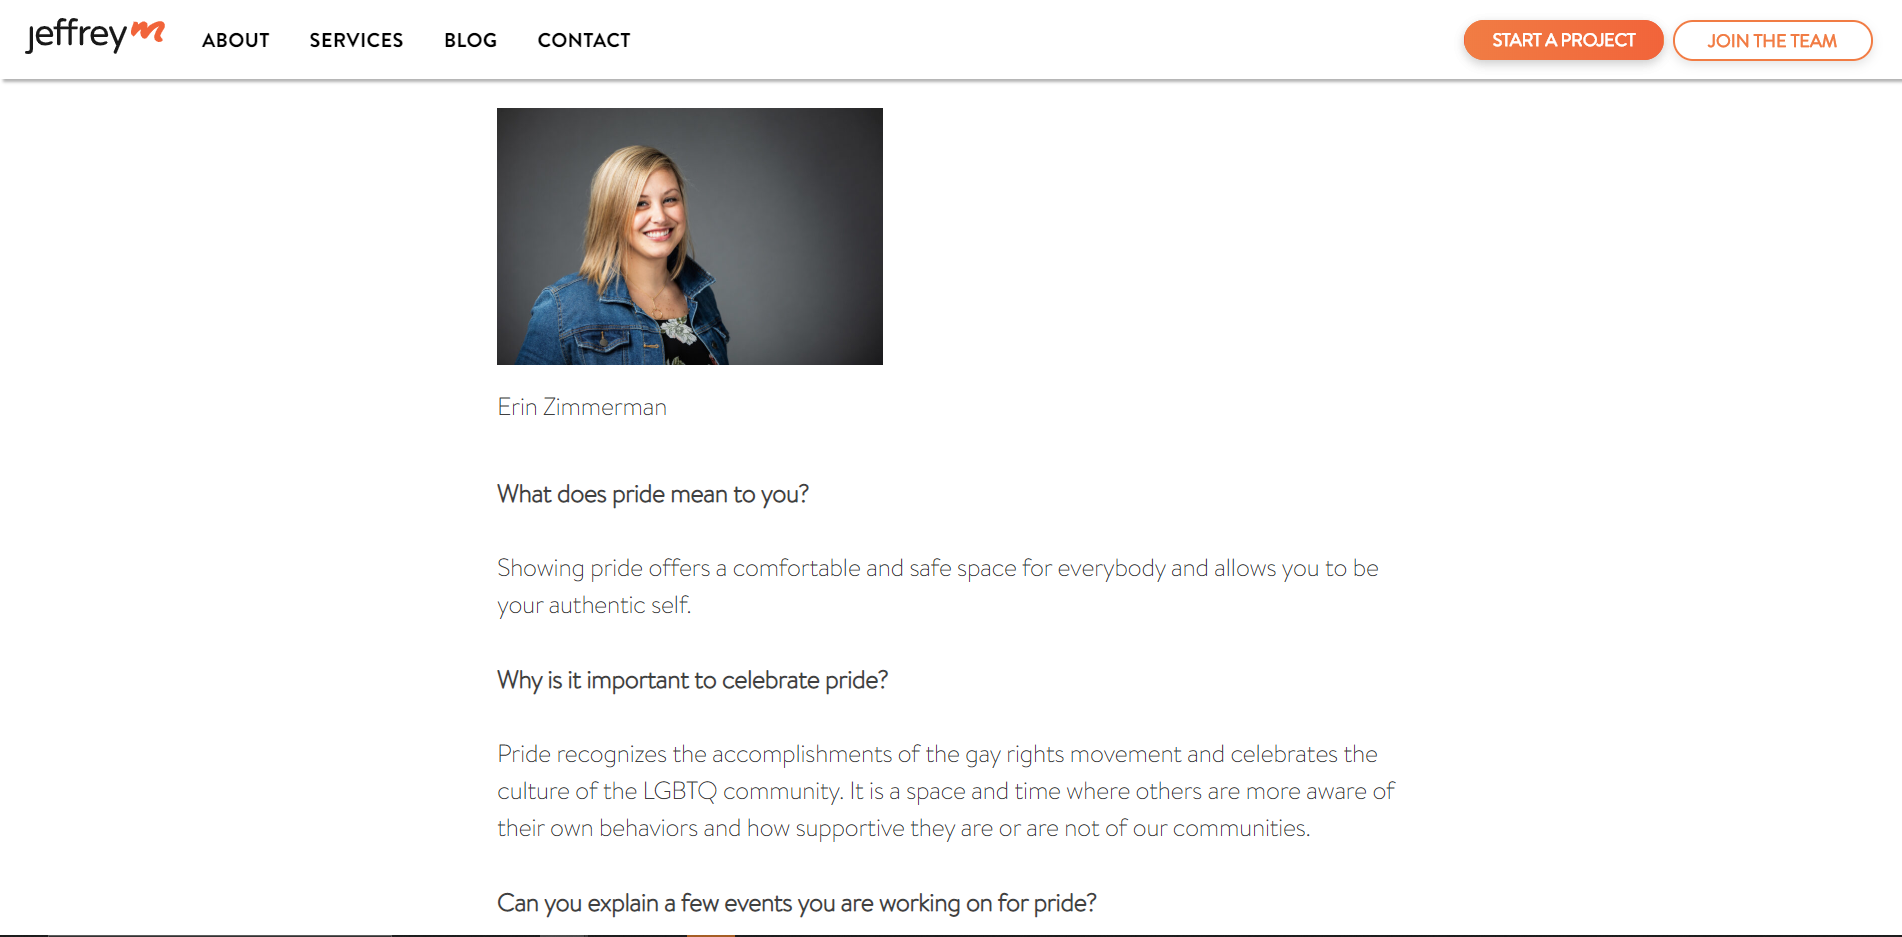 jeffreym
ABOUT
SERVICES
BLOG
CONTACT
START A PROJECT
JOIN THE TEAM
Erin Zimmerman
What does pride mean to you?
Showing pride offers a comfortable and safe space for everybody and allows you to be
your authentic self.
Why is it important to celebrate pride?
Pride recognizes the accomplishments of the gay rights movement and celebrates the
culture of the LGBTQ community. It is a space and time where others are more aware of
their own behaviors and how supportive they are or are not of our communities.
Can you explain a few events you are working on for pride?